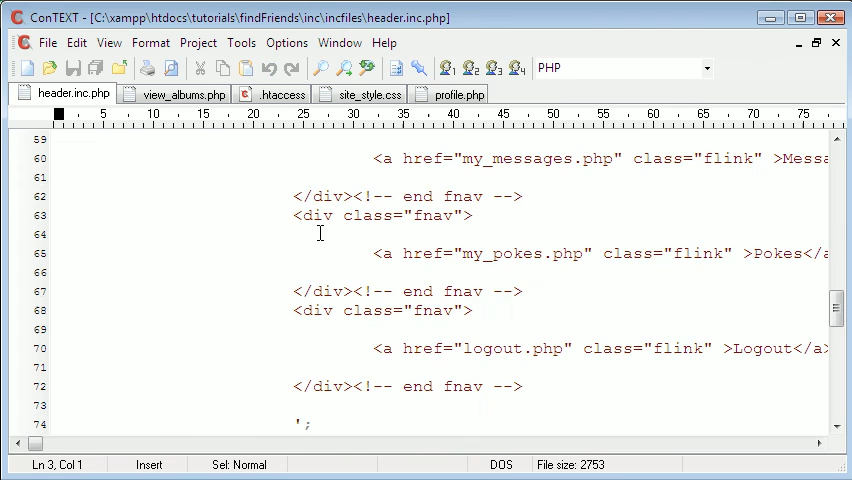 ConTEXT - [C:\xampp\htdocs\tutorials\findFriends\inc\incfiles\header.inc.php]
File Edit View Format Project Tools Options Window Help
1 2 3 4 PHP
header.inc.php view_albums.php .htaccess site_style.css profile.php
5 10 15 20 25 30 35 40 45 50 55 60 65 70 75
59
60 <a href="my_messages.php" class="flink" >Messa
61
62 </div><!-- end fnav -->
63 <div class="fnav">
64
65 <a href="my_pokes.php" class="flink" >Pokes</a
66
67 </div><!-- end fnav -->
68 <div class="fnav">
69
70 <a href="logout.php" class="flink" >Logout</a>
71
72 </div><!-- end fnav -->
73
74 ';
Ln 3, Col 1 Insert Sel: Normal DOS File size: 2753